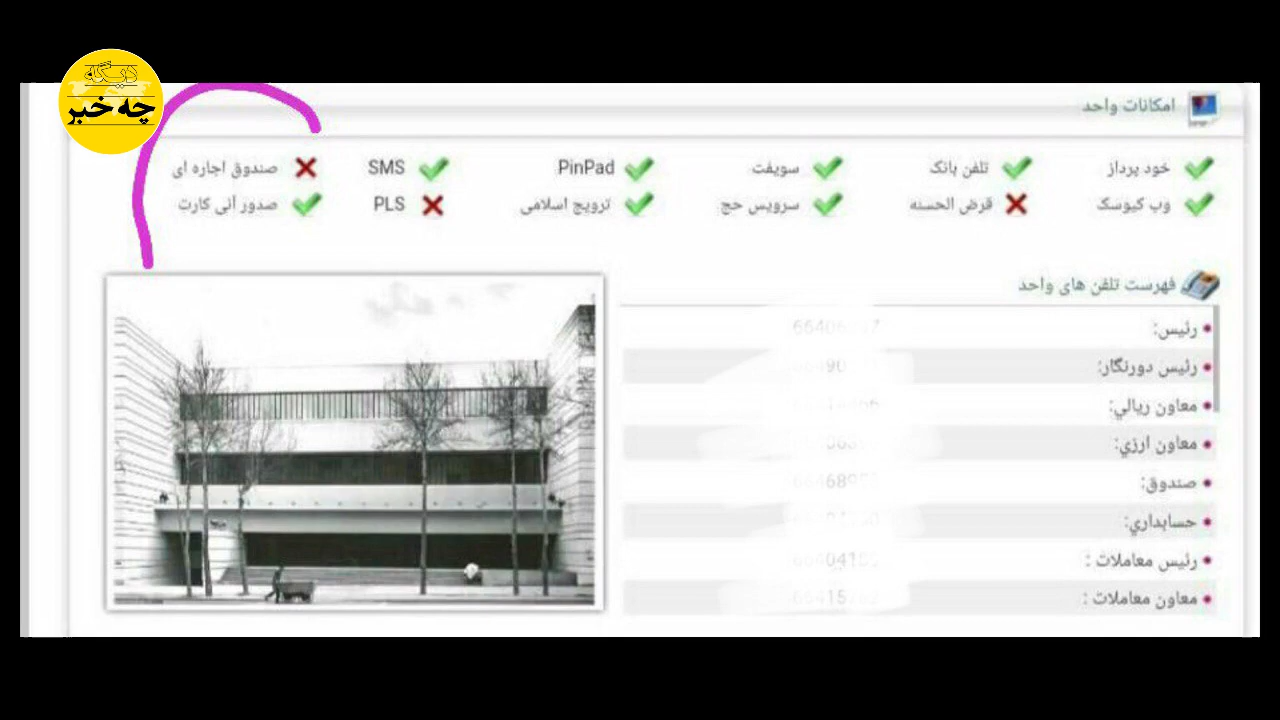 دیگه
چه خبر
امکانات واحد
خود پرداز تلفن بانک سویفت PinPad SMS صندوق اجاره ای
وب کیوسک قرض الحسنه سرویس حج ترویج اسلامی PLS صدور آنی کارت
فهرست تلفن های واحد
رئیس:
رئیس دورنگار:
معاون ریالي:
معاون ارزي:
صندوق:
حسابداري:
رئیس معاملات :
معاون معاملات :